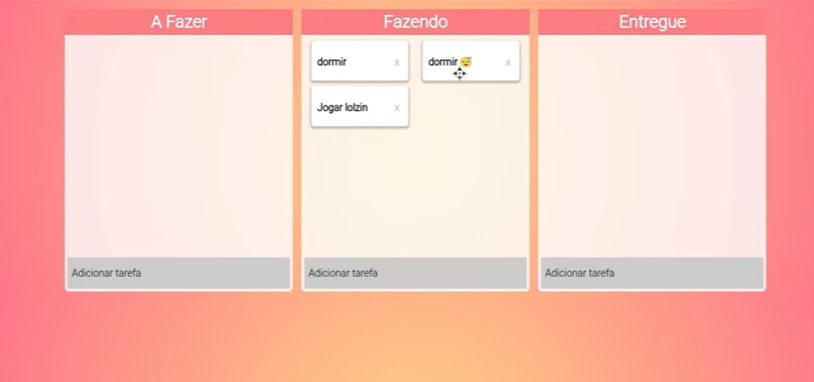 A Fazer
Fazendo
Entregue
dormir x
dormir 😴 x
Jogar lolzin x
Adicionar tarefa
Adicionar tarefa
Adicionar tarefa